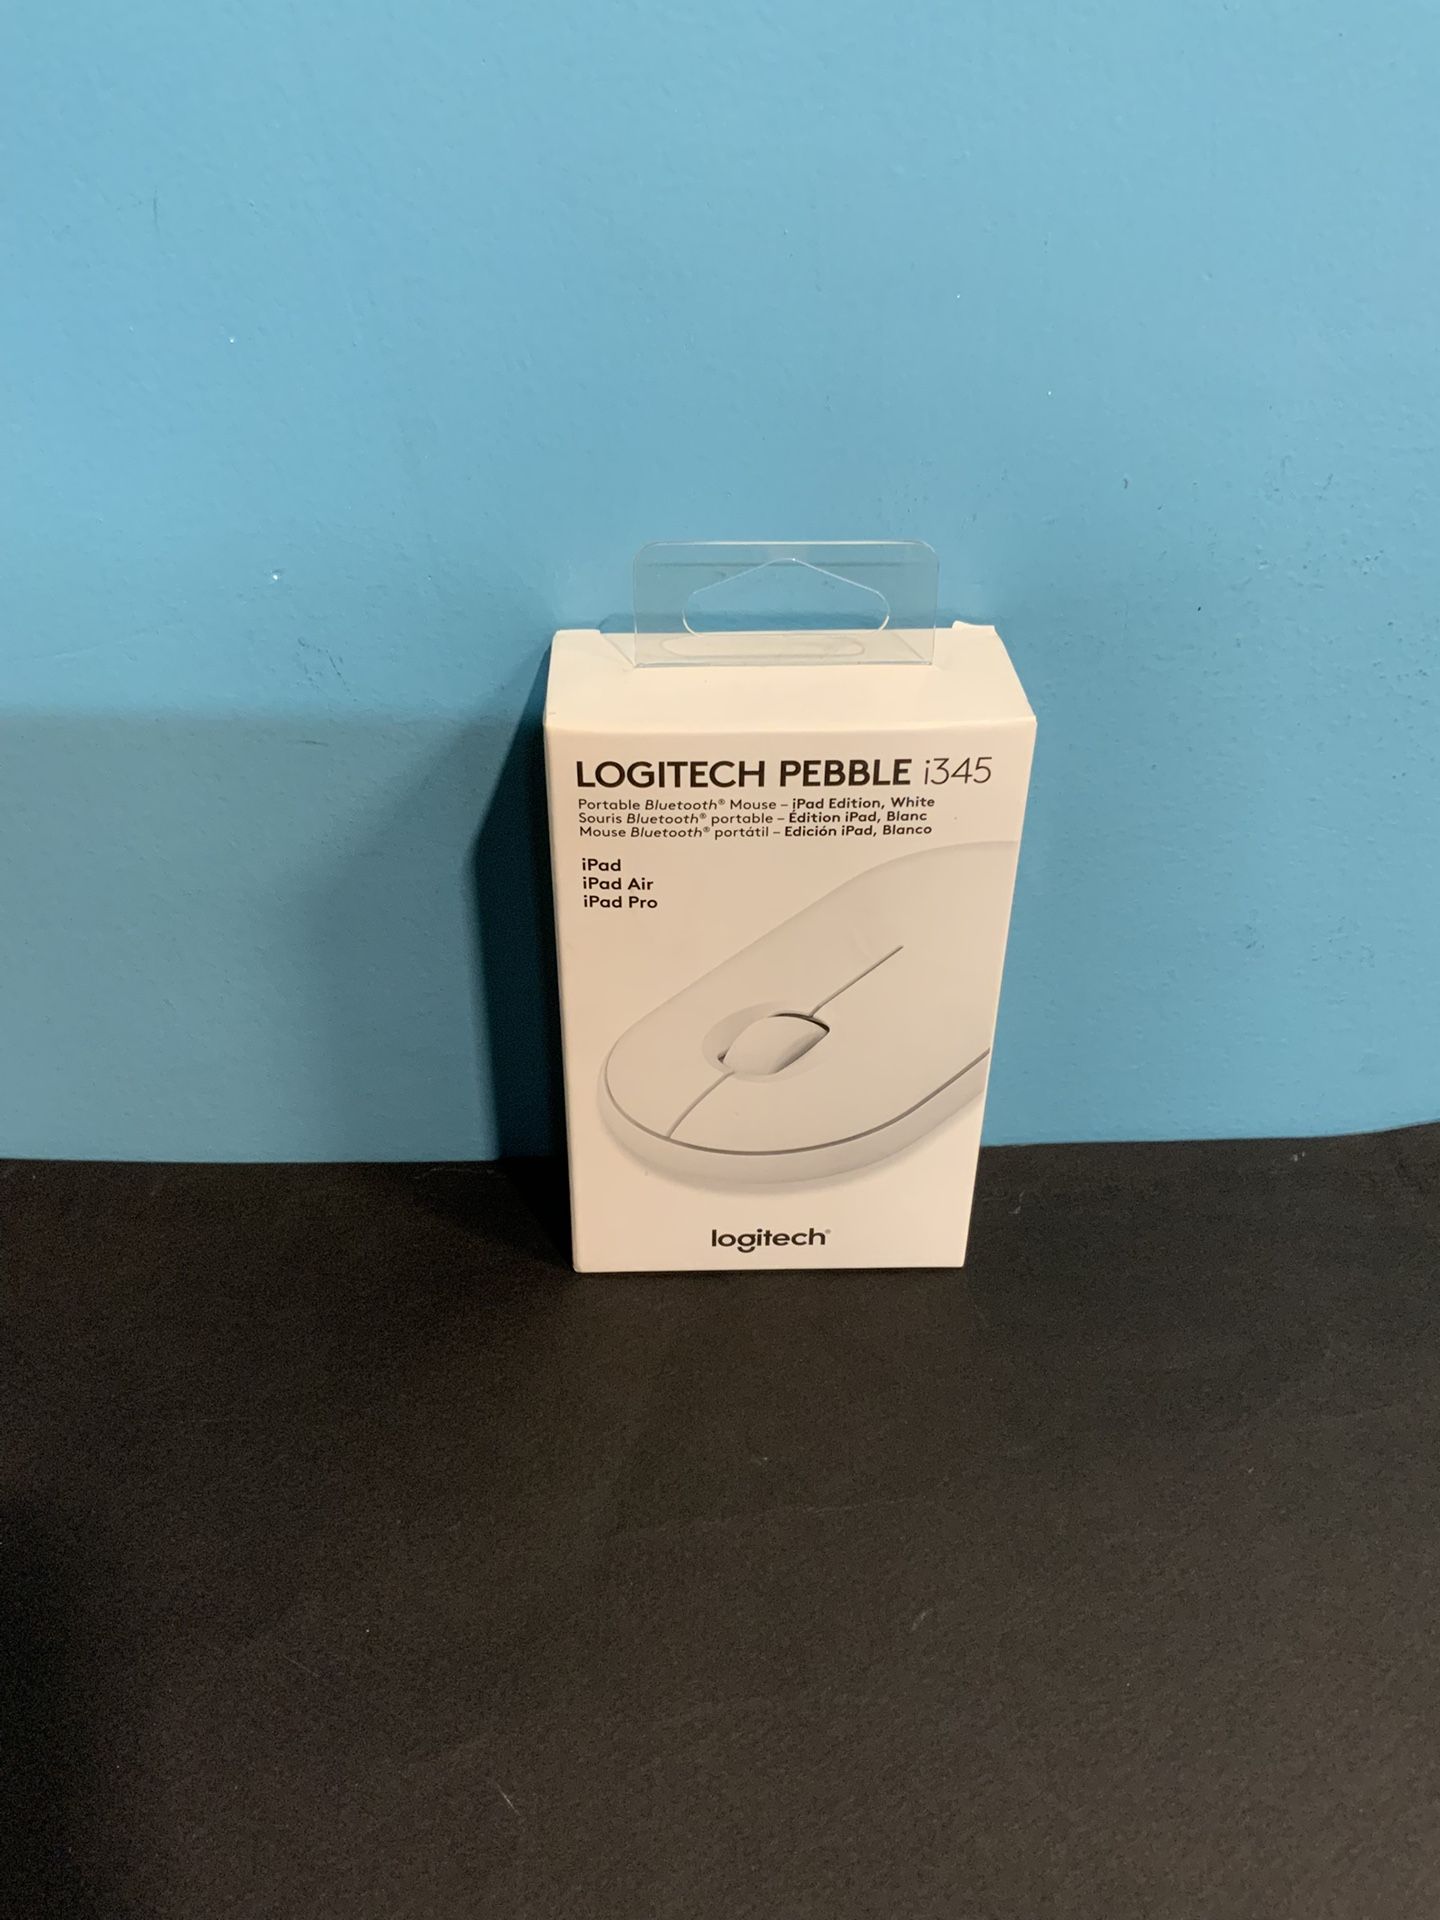 LOGITECH PEBBLE i345
Portable Bluetooth® Mouse – iPad Edition, White
Souris Bluetooth® portable – Édition iPad, Blanc
Mouse Bluetooth® portátil – Edición iPad, Blanco
iPad
iPad Air
iPad Pro
logitech®